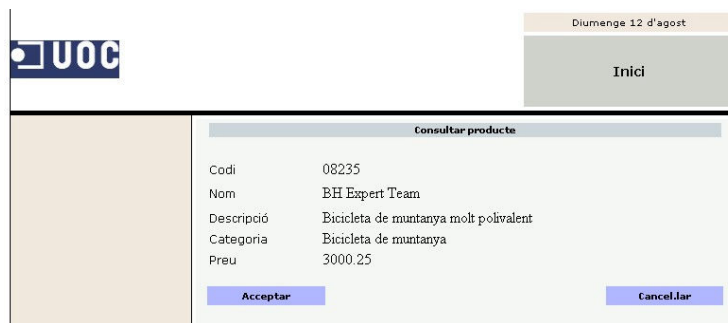 Diumenge 12 d'agost
UOC
Inici
Consultar producte
Codi 08235
Nom BH Expert Team
Descripció Bicicleta de muntanya molt polivalent
Categoria Bicicleta de muntanya
Preu 3000.25
Acceptar Cancel.lar